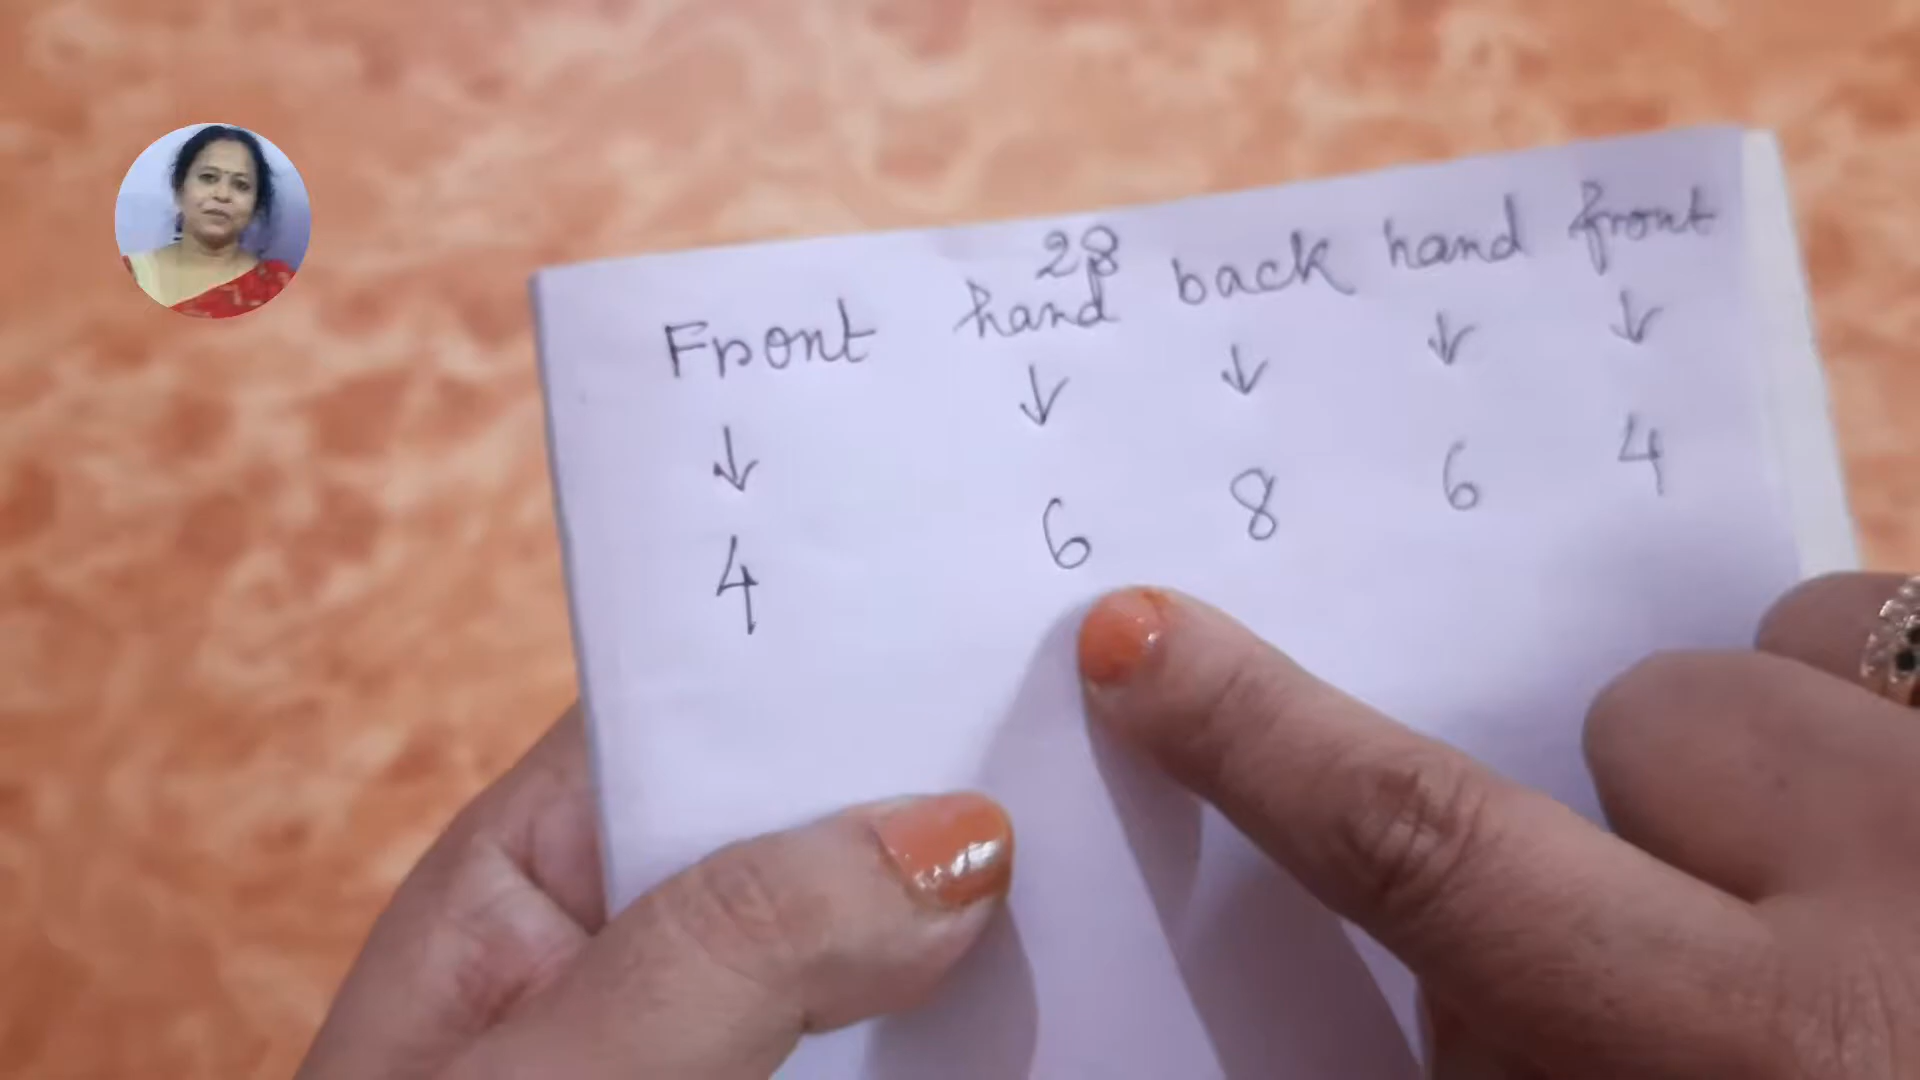 28
Front hand back hand front
↓ ↓ ↓ ↓ ↓
4 6 8 6 4